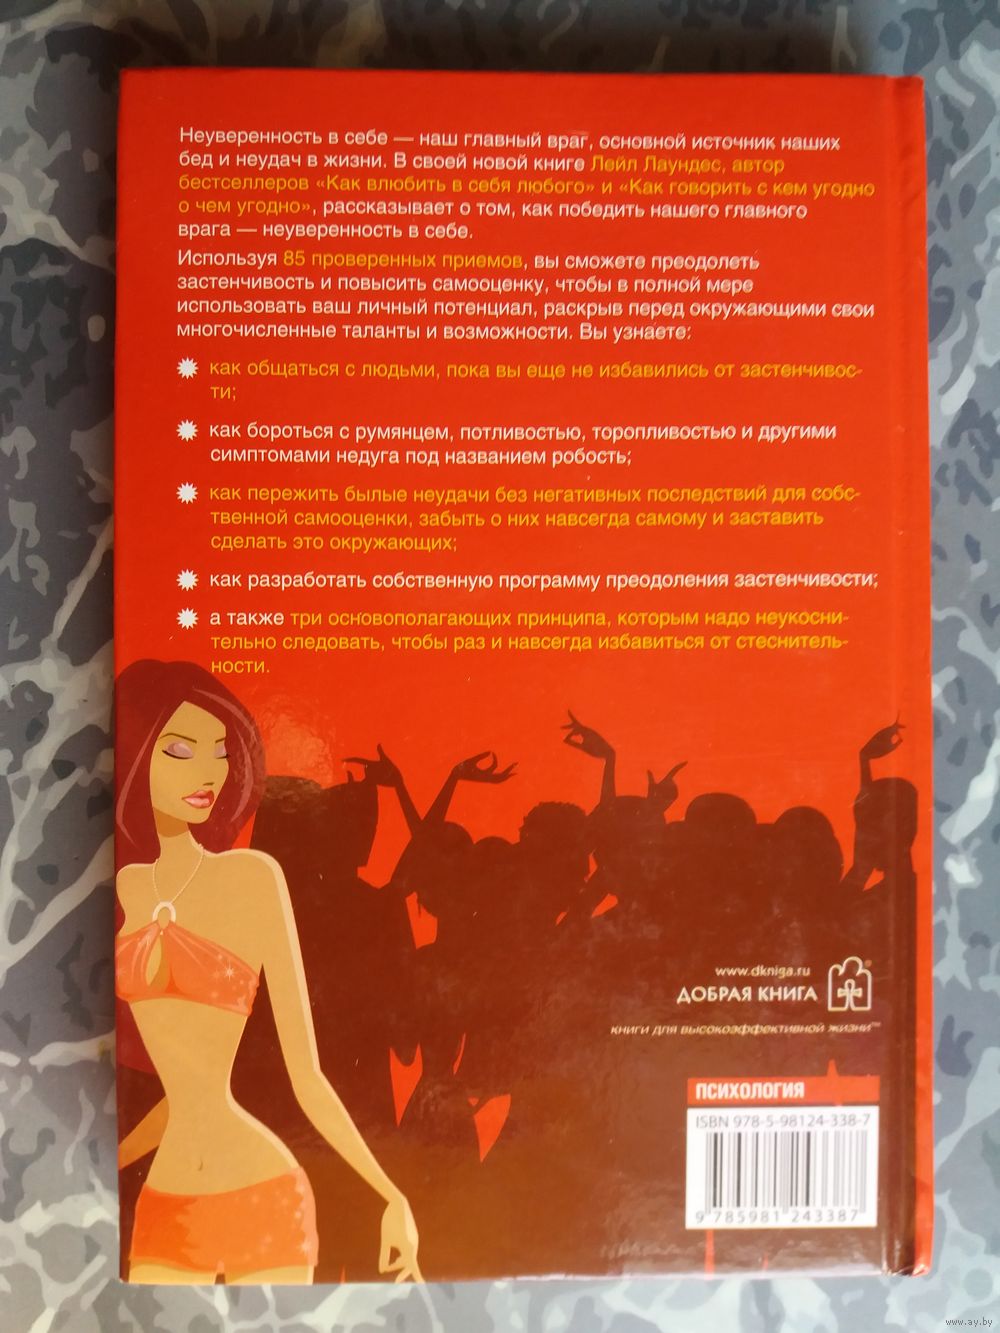 Неуверенность в себе — наш главный враг, основной источник наших
бед и неудач в жизни. В своей новой книге Лейл Лаундес, автор
бестселлеров «Как влюбить в себя любого» и «Как говорить с кем угодно
о чем угодно», рассказывает о том, как победить нашего главного
врага — неуверенность в себе.
Используя 85 проверенных приемов, вы сможете преодолеть
застенчивость и повысить самооценку, чтобы в полной мере
использовать ваш личный потенциал, раскрыв перед окружающими свои
многочисленные таланты и возможности. Вы узнаете:
как общаться с людьми, пока вы еще не избавились от застенчивос-
ти;
как бороться с румянцем, потливостью, торопливостью и другими
симптомами недуга под названием робость;
как пережить былые неудачи без негативных последствий для собс-
твенной самооценки, забыть о них навсегда самому и заставить
сделать это окружающих;
как разработать собственную программу преодоления застенчивости;
а также три основополагающих принципа, которым надо неукосни-
тельно следовать, чтобы раз и навсегда избавиться от стеснитель-
ности.
www.dkniga.ru
ДОБРАЯ КНИГА
®
книги для высокоэффективной жизни™
ПСИХОЛОГИЯ
ISBN 978-5-98124-338-7
9 785981 243387
www.ay.by